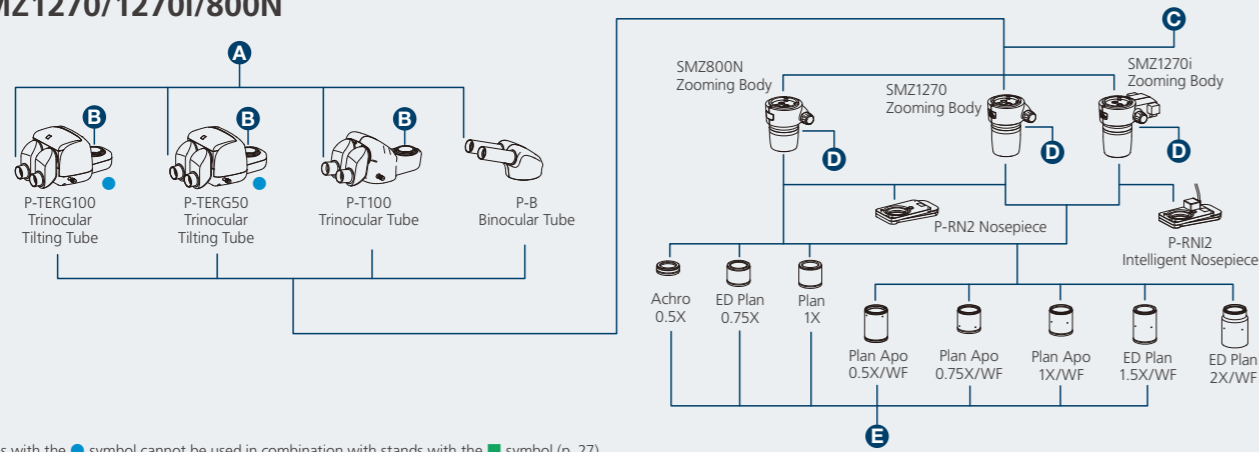 MZ1270/1270i/800N
A
C
SMZ800N
Zooming Body
SMZ1270
Zooming Body
SMZ1270i
Zooming Body
B
B
B
D
D
D
P-TERG100
Trinocular
Tilting Tube
P-TERG50
Trinocular
Tilting Tube
P-T100
Trinocular Tube
P-B
Binocular Tube
P-RN2 Nosepiece
P-RNI2
Intelligent Nosepiece
Achro
0.5X
ED Plan
0.75X
Plan
1X
Plan Apo
0.5X/WF
Plan Apo
0.75X/WF
Plan Apo
1X/WF
ED Plan
1.5X/WF
ED Plan
2X/WF
E
s with the ● symbol cannot be used in combination with stands with the ■ symbol (p. 27)